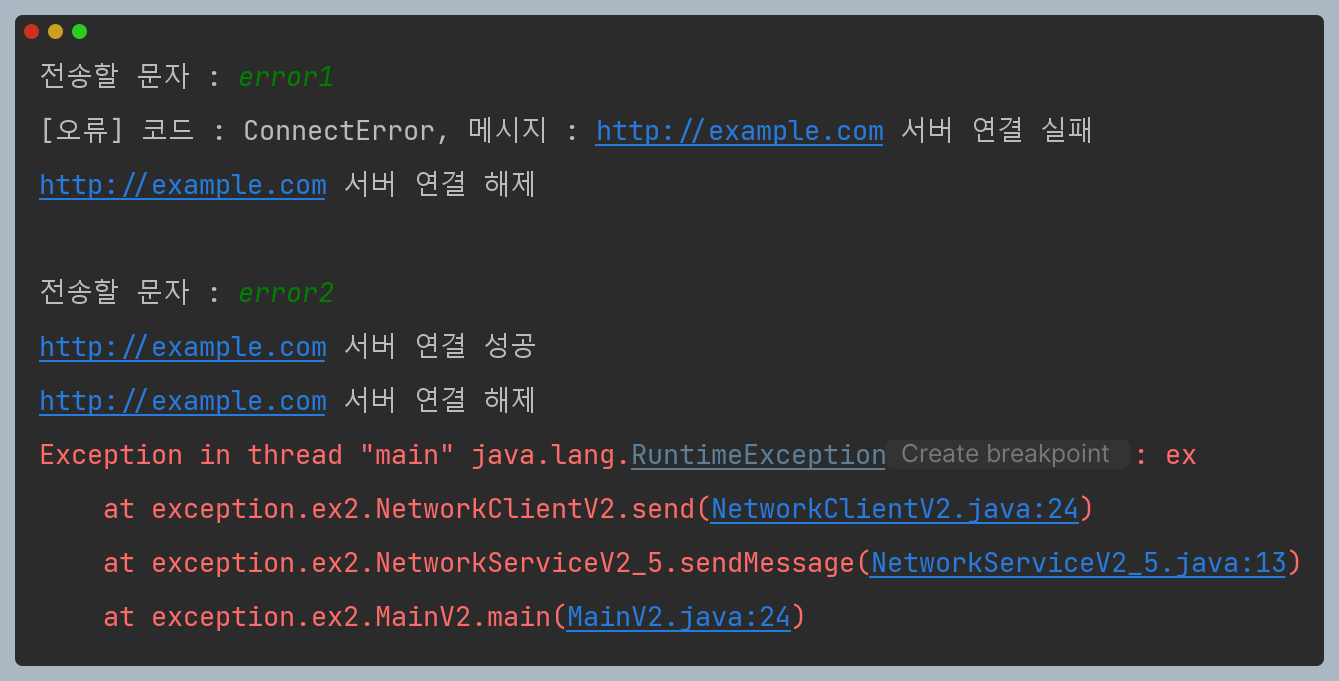 전송할 문자 : error1
[오류] 코드 : ConnectError, 메시지 : http://example.com 서버 연결 실패
http://example.com 서버 연결 해제
전송할 문자 : error2
http://example.com 서버 연결 성공
http://example.com 서버 연결 해제
Exception in thread "main" java.lang.RuntimeException Create breakpoint : ex
at exception.ex2.NetworkClientV2.send(NetworkClientV2.java:24)
at exception.ex2.NetworkServiceV2_5.sendMessage(NetworkServiceV2_5.java:13)
at exception.ex2.MainV2.main(MainV2.java:24)